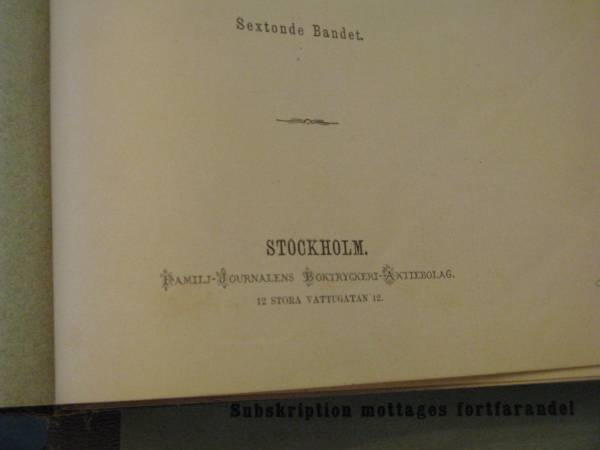 Sextonde Bandet.
STOCKHOLM.
FAMILJ-JOURNALENS BOKTRYCKERI-AKTIEBOLAG.
12 STORA VATTUGATAN 12.
Subskription mottages fortfarande!